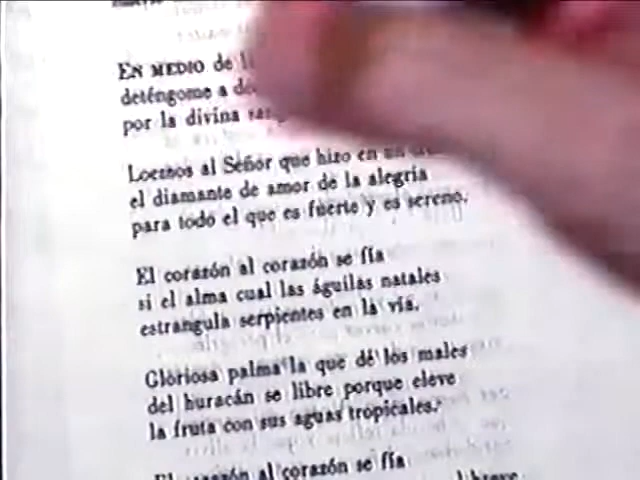 EN MEDIO de
deténgome a
por la divina
Loemos al Señor que hizo en un
el diamante de amor de la alegría
para todo el que es fuerte y es sereno.
El corazón al corazón se fía
si el alma cual las águilas natales
estrangula serpientes en la vía.
Gloriosa palma la que dé los males
del huracán se libre porque eleve
la fruta con sus aguas tropicales.
El corazón al corazón se fía